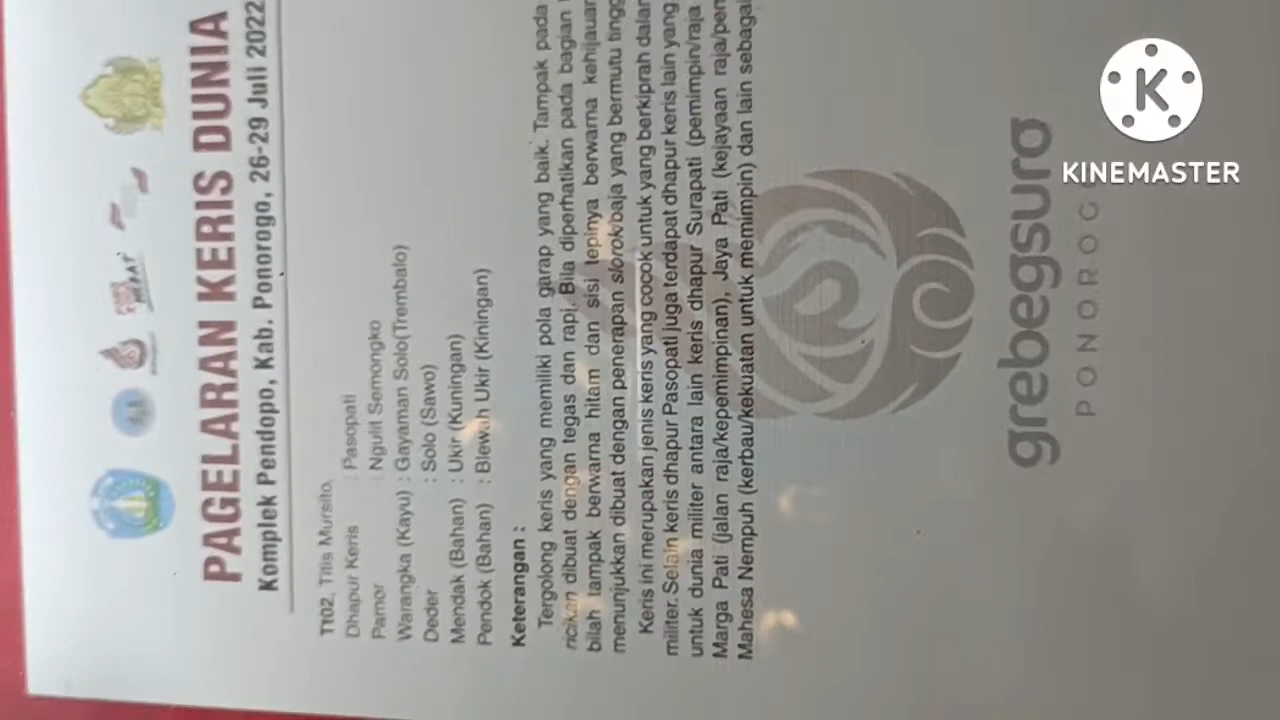 PAGELARAN KERIS DUNIA
Komplek Pendopo, Kab. Ponorogo, 26-29 Juli 2022
TT02. Titis Mursito.
Dhapur Keris : Pasopati
Pamor : Ngulit Semongko
Warangka (Kayu) : Gayaman Solo(Trembalo)
Deder : Solo (Sawo)
Mendak (Bahan) : Ukir (Kuningan)
Pendok (Bahan) : Blewah Ukir (Kiningan)
Keterangan :
Tergolong keris yang memiliki pola garap yang baik. Tampak pada
ricikan dibuat dengan tegas dan rapi. Bila diperhatikan pada bagian
bilah tampak berwarna hitam dan sisi tepinya berwarna kehijauan
menunjukkan dibuat dengan penerapan slorok/baja yang bermutu tingg
Keris ini merupakan jenis keris yang cocok untuk yang berkiprah dalam
militer. Selain keris dhapur Pasopati juga terdapat dhapur keris lain yang
untuk dunia militer antara lain keris dhapur Surapati (pemimpin/raja
Marga Pati (jalan raja/kepemimpinan), Jaya Pati (kejayaan raja/pem
Mahesa Nempuh (kerbau/kekuatan untuk memimpin) dan lain sebagai
grebegsuro
PONOROGO
K
KINEMASTER